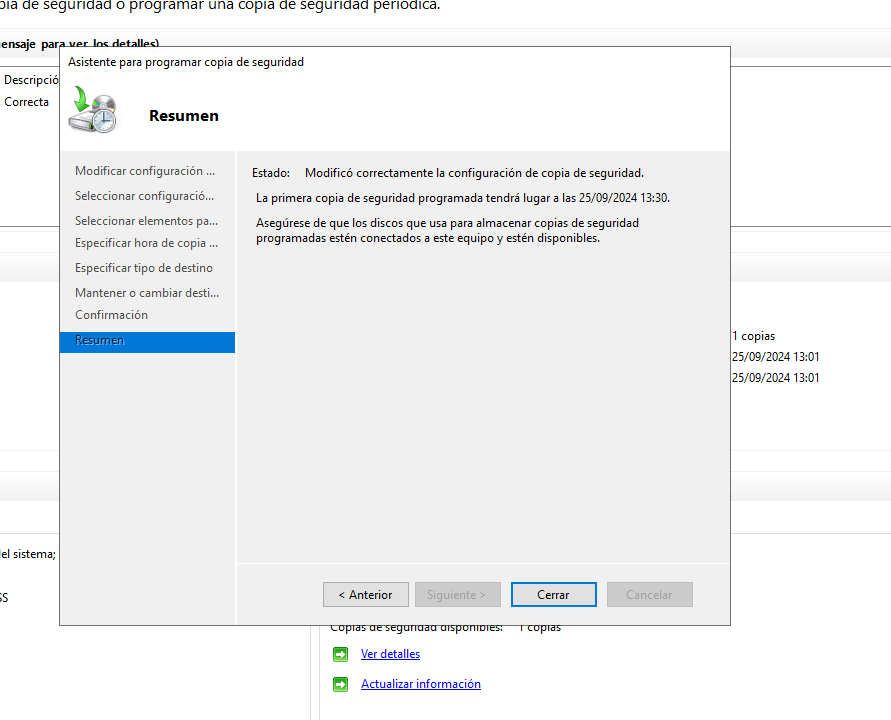 de seguridad o programar una copia de seguridad periódica.
para ver los detalles)
Asistente para programar copia de seguridad
Correcta
Resumen
Modificar configuración ...
Seleccionar configuració...
Seleccionar elementos pa...
Especificar hora de copia ...
Especificar tipo de destino
Mantener o cambiar desti...
Confirmación
Resumen
Estado: Modificó correctamente la configuración de copia de seguridad.
La primera copia de seguridad programada tendrá lugar a las 25/09/2024 13:30.
Asegúrese de que los discos que usa para almacenar copias de seguridad
programadas estén conectados a este equipo y estén disponibles.
1 copias
25/09/2024 13:01
25/09/2024 13:01
del sistema;
< Anterior
Siguiente >
Cerrar
Cancelar
Copias de seguridad disponibles: 1 copias
Ver detalles
Actualizar información